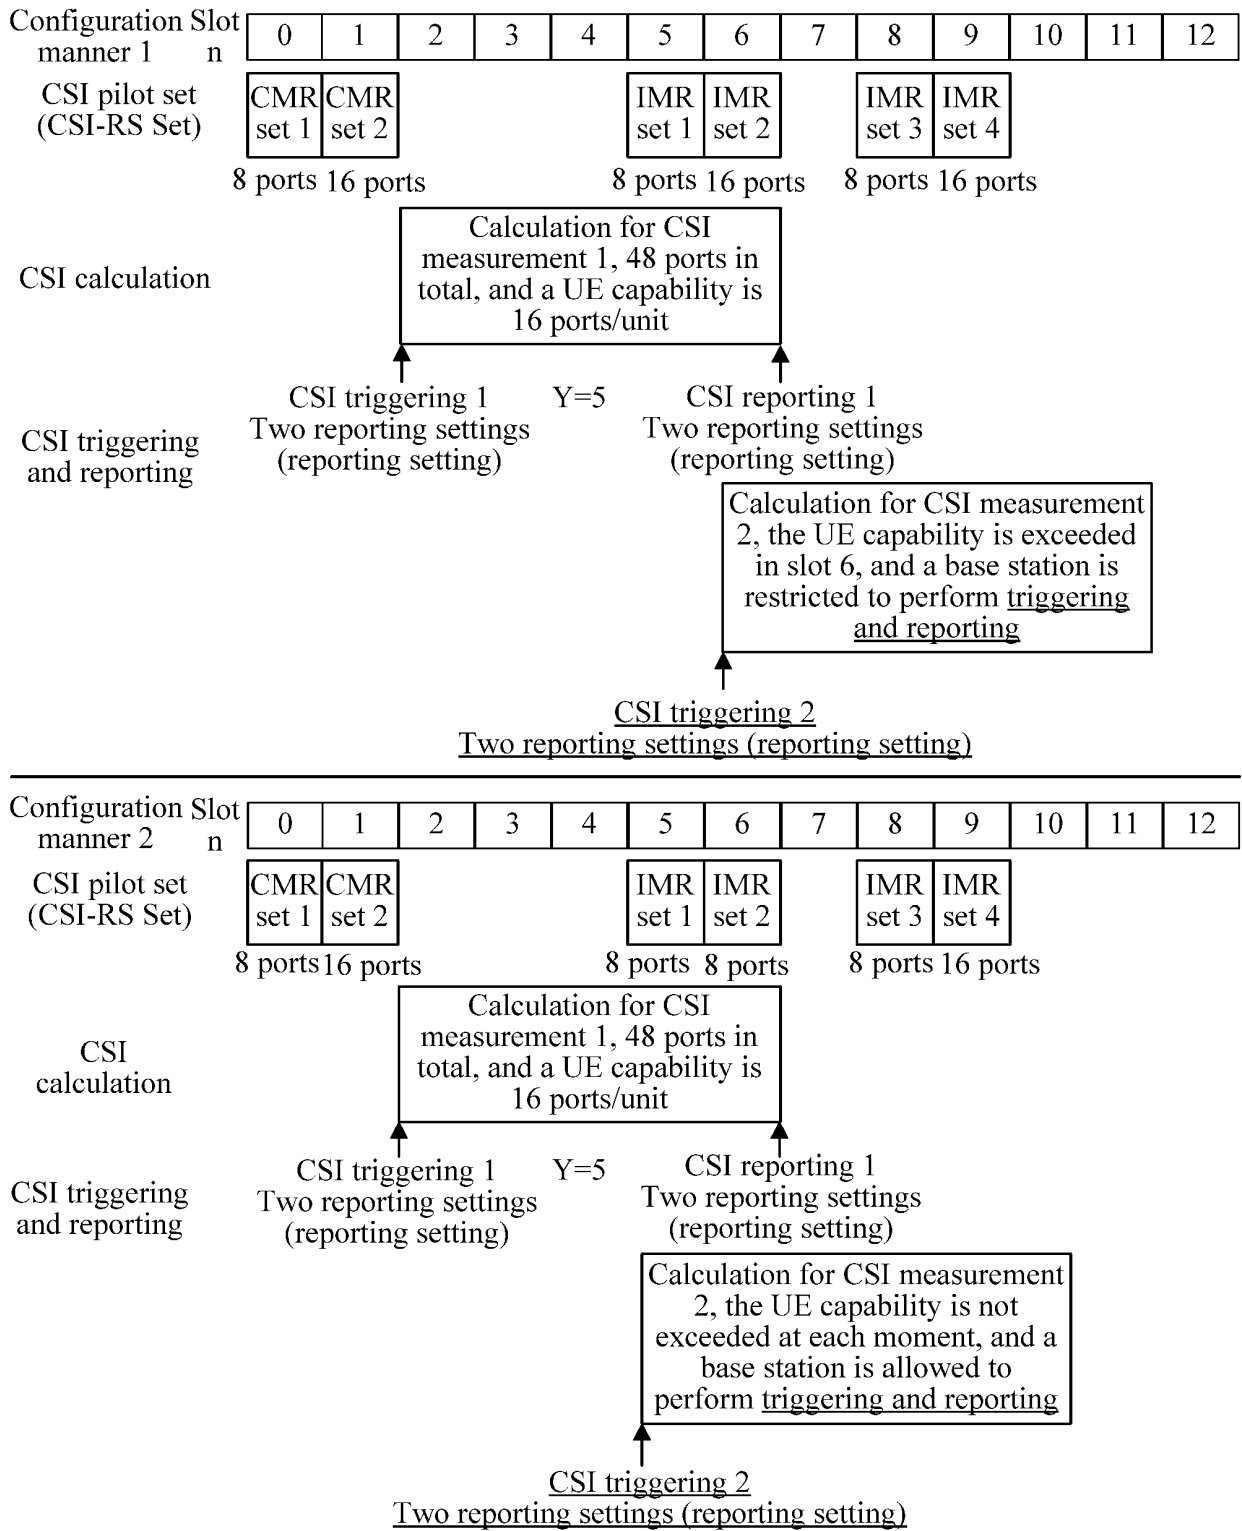 Configuration Slot
manner 1 n
0 1 2 3 4 5 6 7 8 9 10 11 12
CSI pilot set
(CSI-RS Set)
CMR set 1
CMR set 2
IMR set 1
IMR set 2
IMR set 3
IMR set 4
8 ports 16 ports 8 ports 16 ports 8 ports 16 ports
CSI calculation
Calculation for CSI
measurement 1, 48 ports in
total, and a UE capability is
16 ports/unit
CSI triggering
and reporting
CSI triggering 1
Two reporting settings
(reporting setting)
Y=5
CSI reporting 1
Two reporting settings
(reporting setting)
Calculation for CSI measurement
2, the UE capability is exceeded
in slot 6, and a base station is
restricted to perform triggering
and reporting
CSI triggering 2
Two reporting settings (reporting setting)
Configuration Slot
manner 2 n
0 1 2 3 4 5 6 7 8 9 10 11 12
CSI pilot set
(CSI-RS Set)
CMR set 1
CMR set 2
IMR set 1
IMR set 2
IMR set 3
IMR set 4
8 ports 16 ports 8 ports 8 ports 8 ports 16 ports
CSI
calculation
Calculation for CSI
measurement 1, 48 ports in
total, and a UE capability is
16 ports/unit
CSI triggering
and reporting
CSI triggering 1
Two reporting settings
(reporting setting)
Y=5
CSI reporting 1
Two reporting settings
(reporting setting)
Calculation for CSI measurement
2, the UE capability is not
exceeded at each moment, and a
base station is allowed to
perform triggering and reporting
CSI triggering 2
Two reporting settings (reporting setting)